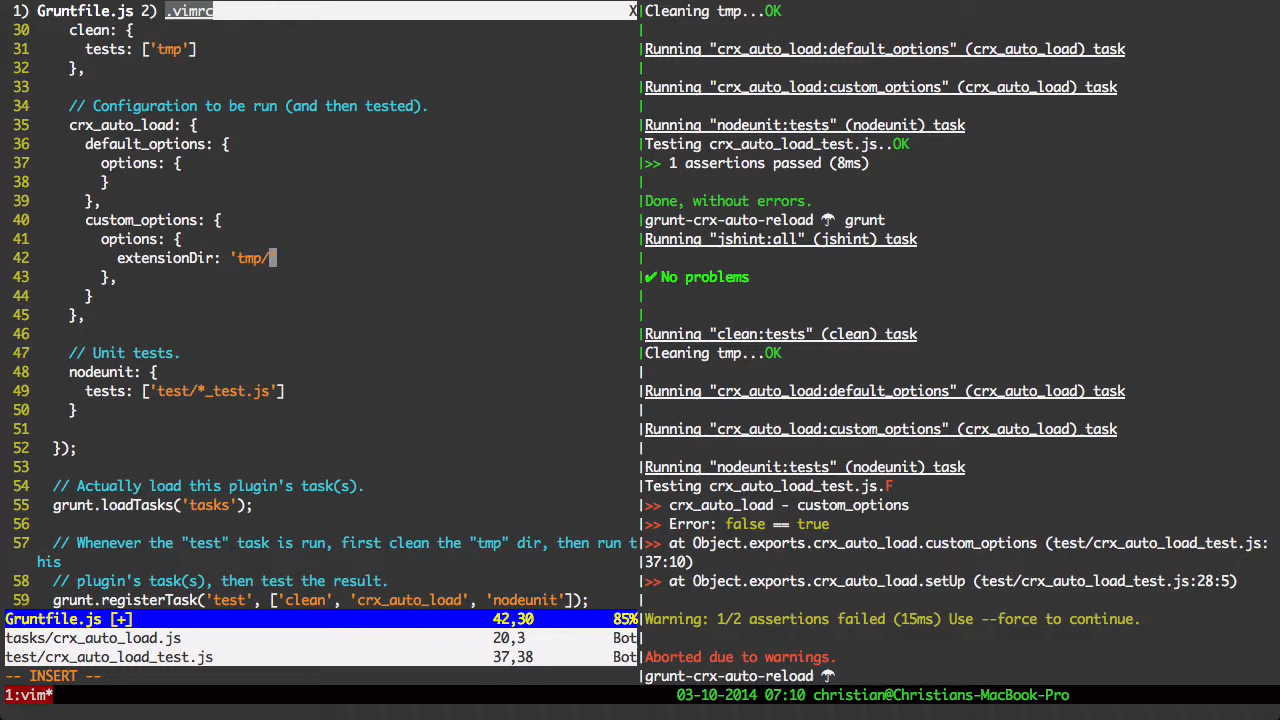 1) Gruntfile.js 2) .vimrc X
30     clean: {
31       tests: ['tmp']
32     },
33
34     // Configuration to be run (and then tested).
35     crx_auto_load: {
36       default_options: {
37         options: {
38         }
39       },
40       custom_options: {
41         options: {
42           extensionDir: 'tmp/'
43         },
44       }
45     },
46
47     // Unit tests.
48     nodeunit: {
49       tests: ['test/*_test.js']
50     }
51
52   });
53
54   // Actually load this plugin's task(s).
55   grunt.loadTasks('tasks');
56
57   // Whenever the "test" task is run, first clean the "tmp" dir, then run t
his
58   // plugin's task(s), then test the result.
59   grunt.registerTask('test', ['clean', 'crx_auto_load', 'nodeunit']);
Gruntfile.js [+] 42,30 85%
tasks/crx_auto_load.js 20,3 Bot
test/crx_auto_load_test.js 37,38 Bot
-- INSERT --
Cleaning tmp...OK
Running "crx_auto_load:default_options" (crx_auto_load) task
Running "crx_auto_load:custom_options" (crx_auto_load) task
Running "nodeunit:tests" (nodeunit) task
Testing crx_auto_load_test.js..OK
>> 1 assertions passed (8ms)
Done, without errors.
grunt-crx-auto-reload ☂ grunt
Running "jshint:all" (jshint) task
✔ No problems
Running "clean:tests" (clean) task
Cleaning tmp...OK
Running "crx_auto_load:default_options" (crx_auto_load) task
Running "crx_auto_load:custom_options" (crx_auto_load) task
Running "nodeunit:tests" (nodeunit) task
Testing crx_auto_load_test.js.F
>> crx_auto_load - custom_options
>> Error: false == true
>> at Object.exports.crx_auto_load.custom_options (test/crx_auto_load_test.js:
37:10)
>> at Object.exports.crx_auto_load.setUp (test/crx_auto_load_test.js:28:5)
Warning: 1/2 assertions failed (15ms) Use --force to continue.
Aborted due to warnings.
grunt-crx-auto-reload ☂
1:vim* 03-10-2014 07:10 christian@Christians-MacBook-Pro